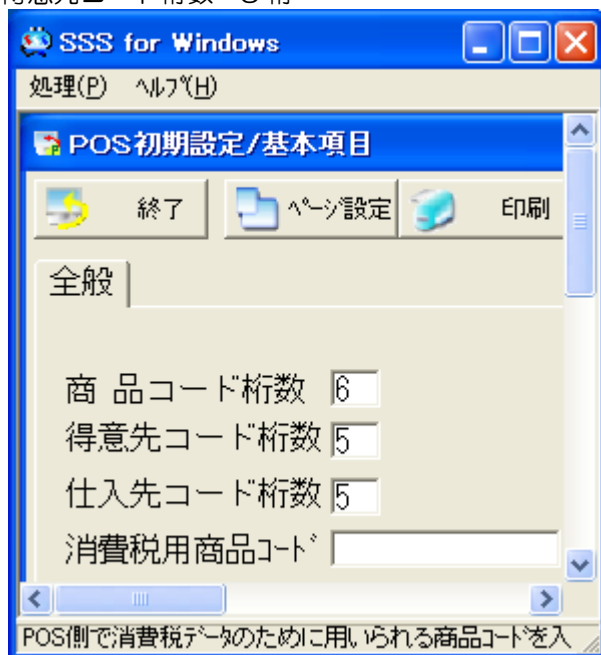 SSS for Windows
処理(P) ﾍﾙﾌﾟ(H)
POS初期設定/基本項目
終了 ﾍﾟｰｼﾞ設定 印刷
全般
商 品コード桁数 6
得意先コード桁数 5
仕入先コード桁数 5
消費税用商品ｺｰﾄﾞ
POS側で消費税ﾃﾞｰﾀのために用いられる商品ｺｰﾄﾞを入